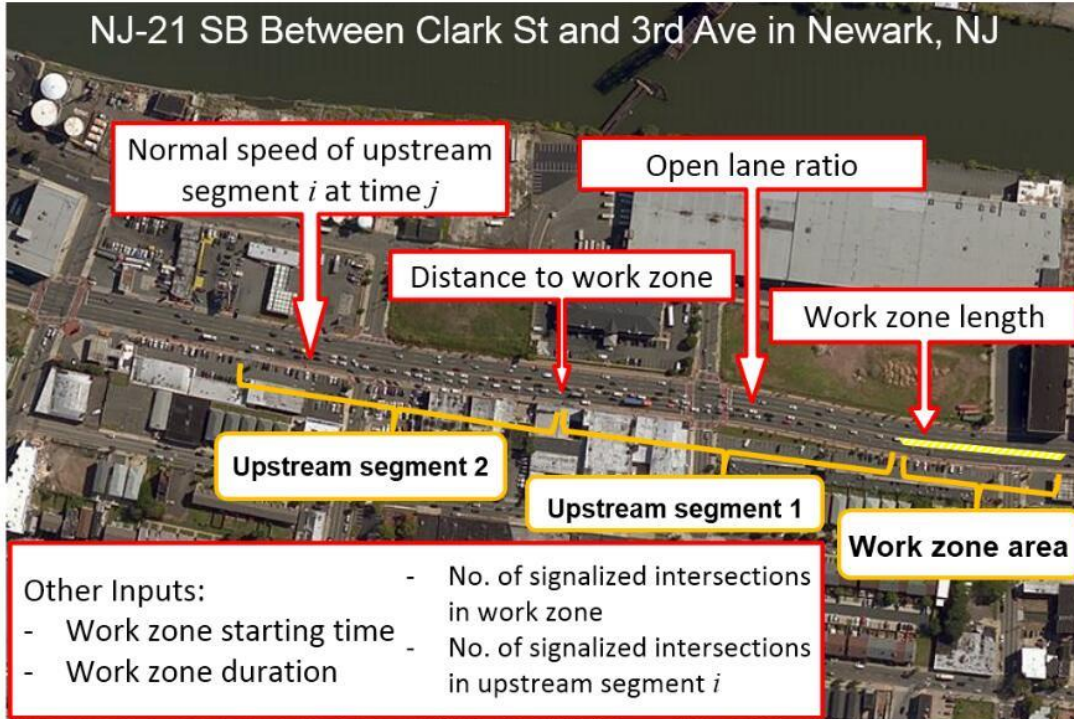 NJ-21 SB Between Clark St and 3rd Ave in Newark, NJ
Normal speed of upstream
segment i at time j
Open lane ratio
Distance to work zone
Work zone length
Upstream segment 2
Upstream segment 1
Work zone area
Other Inputs:
- Work zone starting time
- Work zone duration
- No. of signalized intersections
in work zone
- No. of signalized intersections
in upstream segment i